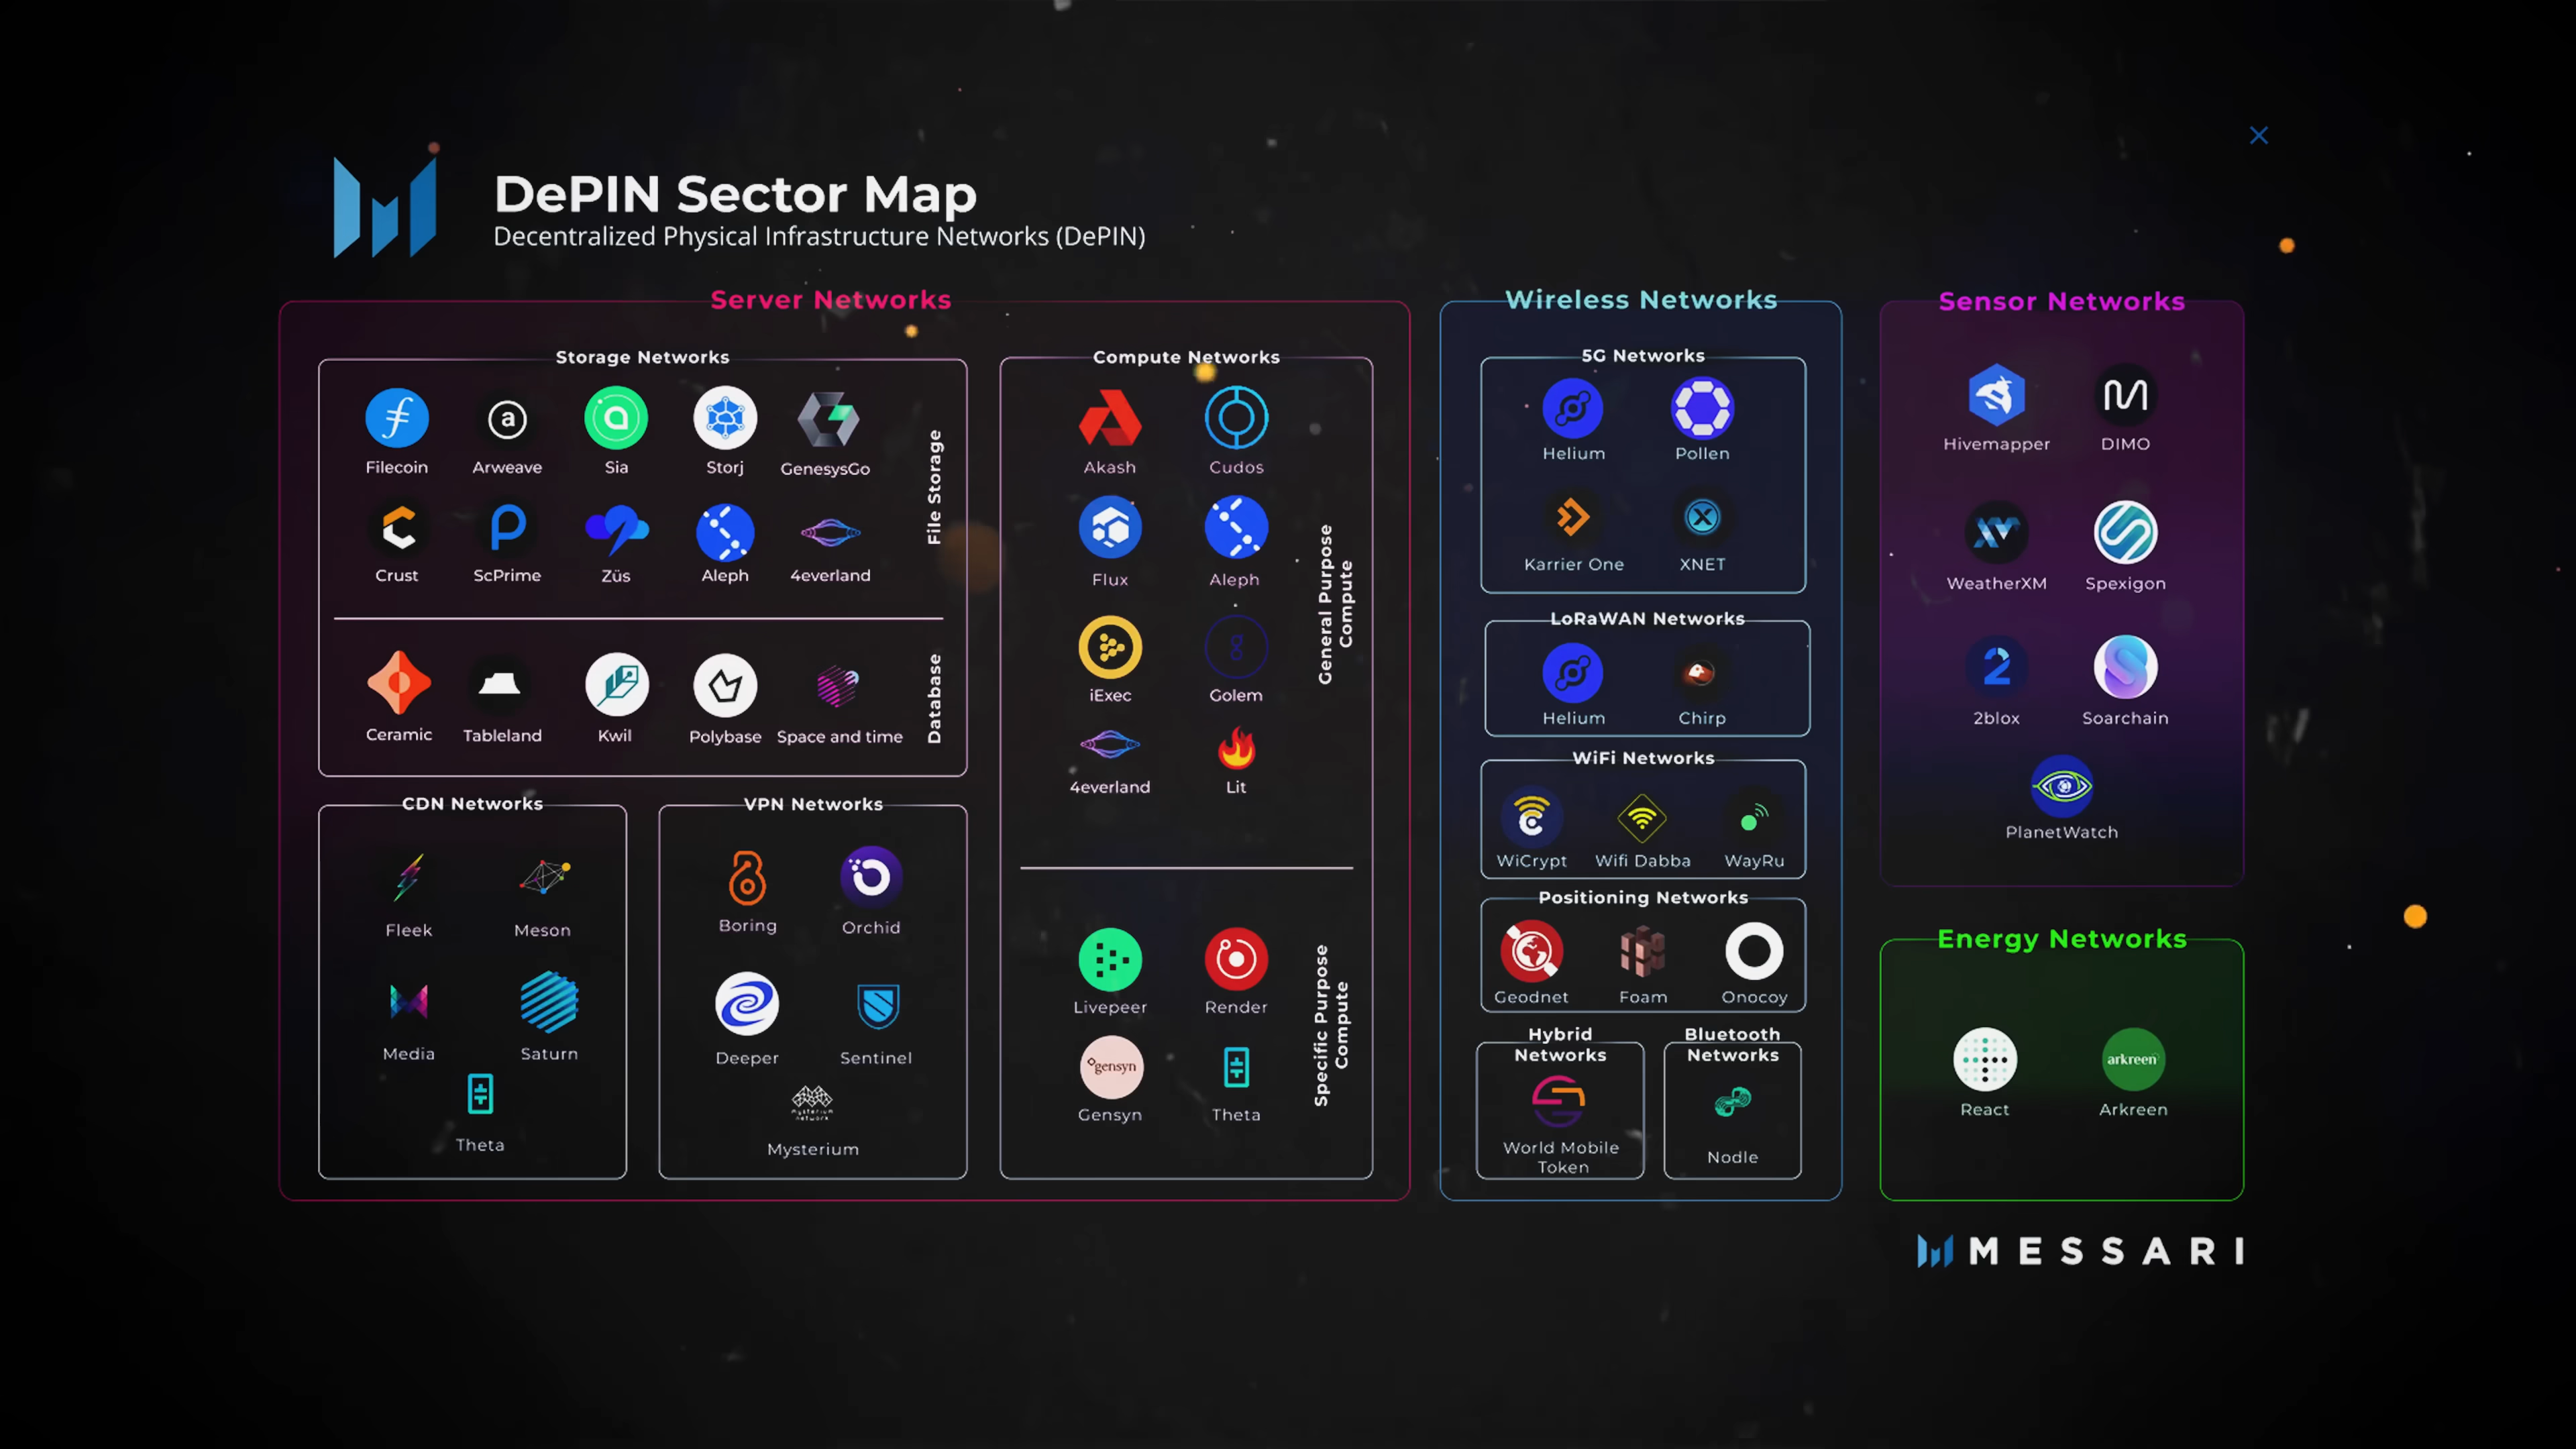 DePIN Sector Map
Decentralized Physical Infrastructure Networks (DePIN)
Server Networks
Storage Networks
Filecoin
Arweave
Sia
Storj
GenesysGo
Crust
ScPrime
Züs
Aleph
4everland
File Storage
Ceramic
Tableland
Kwil
Polybase
Space and time
Database
CDN Networks
Fleek
Meson
Media
Saturn
Theta
VPN Networks
Boring
Orchid
Deeper
Sentinel
mysterium
network
Mysterium
Compute Networks
Akash
Cudos
Flux
Aleph
iExec
Golem
4everland
Lit
General Purpose
Compute
Livepeer
Render
gensyn
Gensyn
Theta
Specific Purpose
Compute
Wireless Networks
5G Networks
Helium
Pollen
Karrier One
XNET
LoRaWAN Networks
Helium
Chirp
WiFi Networks
WiCrypt
Wifi Dabba
WayRu
Positioning Networks
Geodnet
Foam
Onocoy
Hybrid
Networks
World Mobile
Token
Bluetooth
Networks
Nodle
Sensor Networks
Hivemapper
DIMO
WeatherXM
Spexigon
2blox
Soarchain
PlanetWatch
Energy Networks
React
arkreen
Arkreen
MESSARI